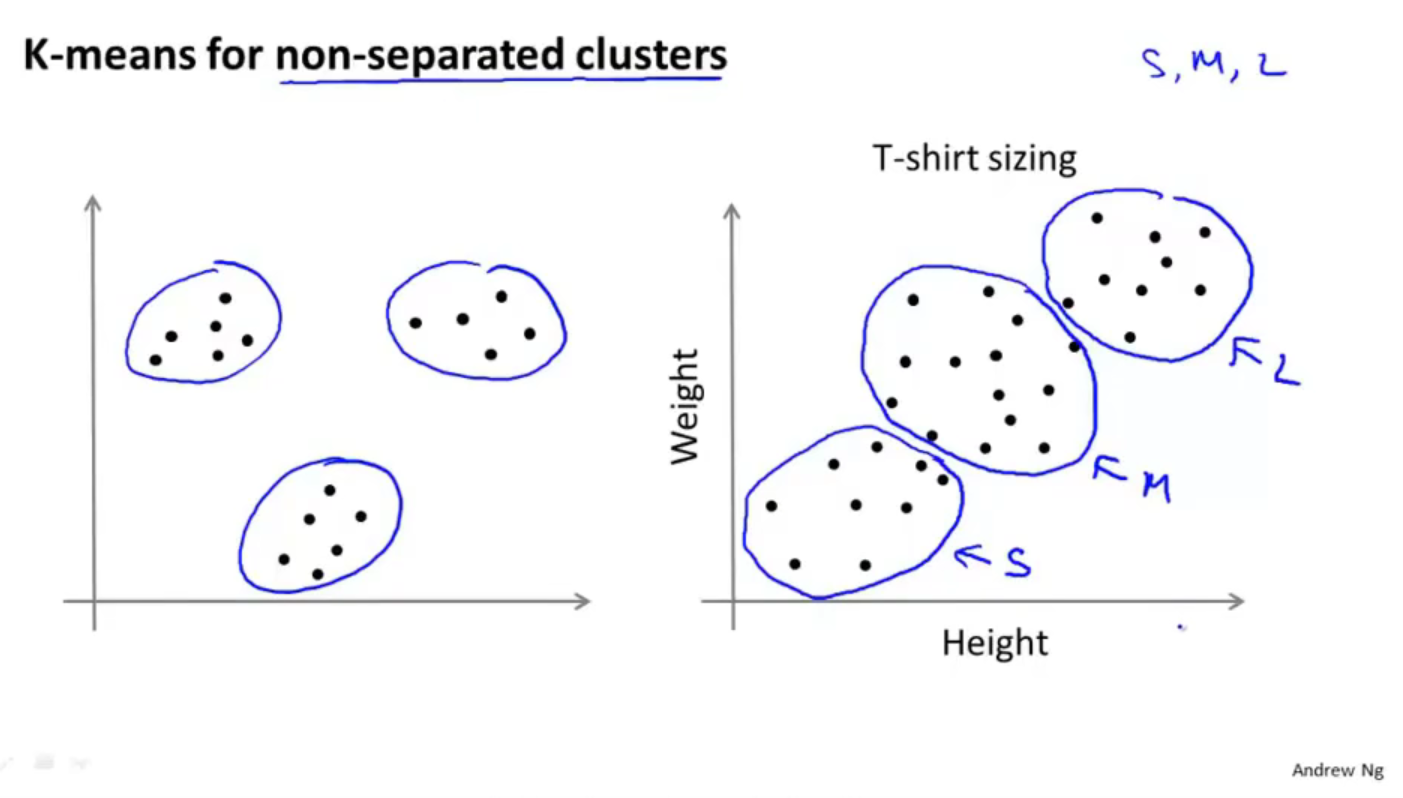 K-means for non-separated clusters
S, M, L
T-shirt sizing
Weight
L
M
S
Height
Andrew Ng